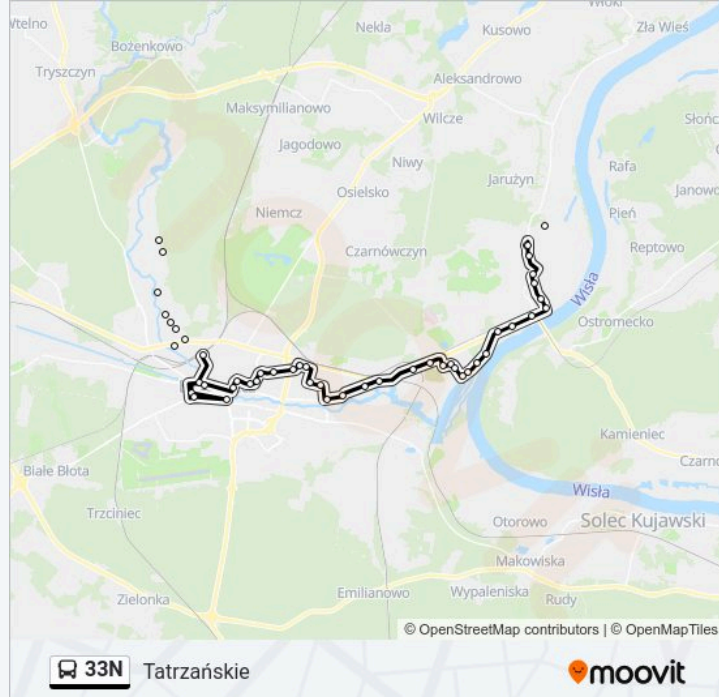 Wtelno
Nekla
Włóki
Kusowo
Zła Wieś
Bożenkowo
Tryszczyn
Aleksandrowo
Maksymilianowo
Wilcze
Słońc
Jagodowo
Niwy
Rafa
Jarużyn
Osielsko
Janowo
Pień
Niemcz
Czarnówczyn
Reptowo
Wisła
Ostromecko
Kamieniec
Białe Błota
Czarno
Wisła
Trzciniec
Otorowo
Solec Kujawski
Makowiska
Emilianowo
Wypaleniska
Zielonka
Rudy
© OpenStreetMap contributors | © OpenMapTiles
33N Tatrzańskie
moovit